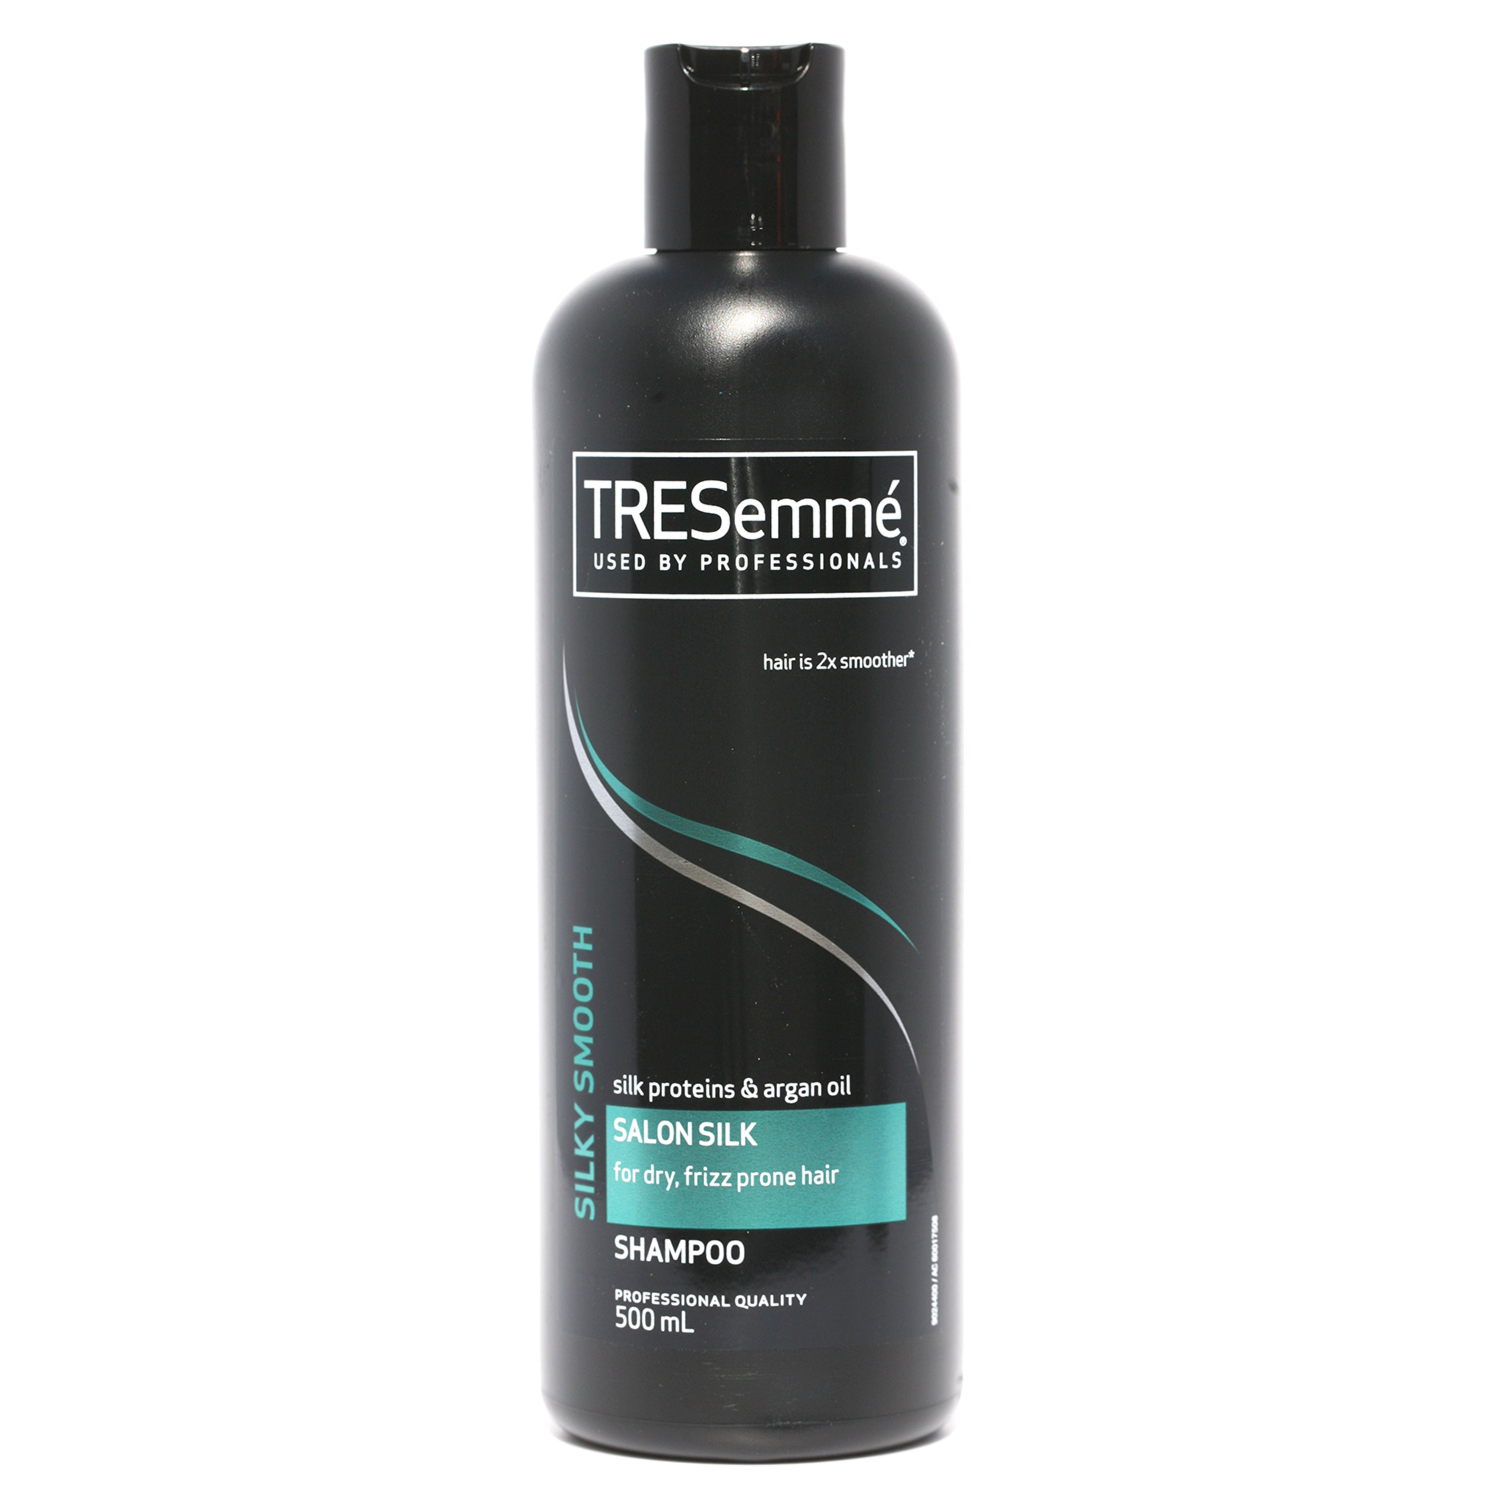 TRESemmé®
USED BY PROFESSIONALS
hair is 2x smoother*
SILKY SMOOTH
silk proteins & argan oil
SALON SILK
for dry, frizz prone hair
SHAMPOO
PROFESSIONAL QUALITY
500 mL